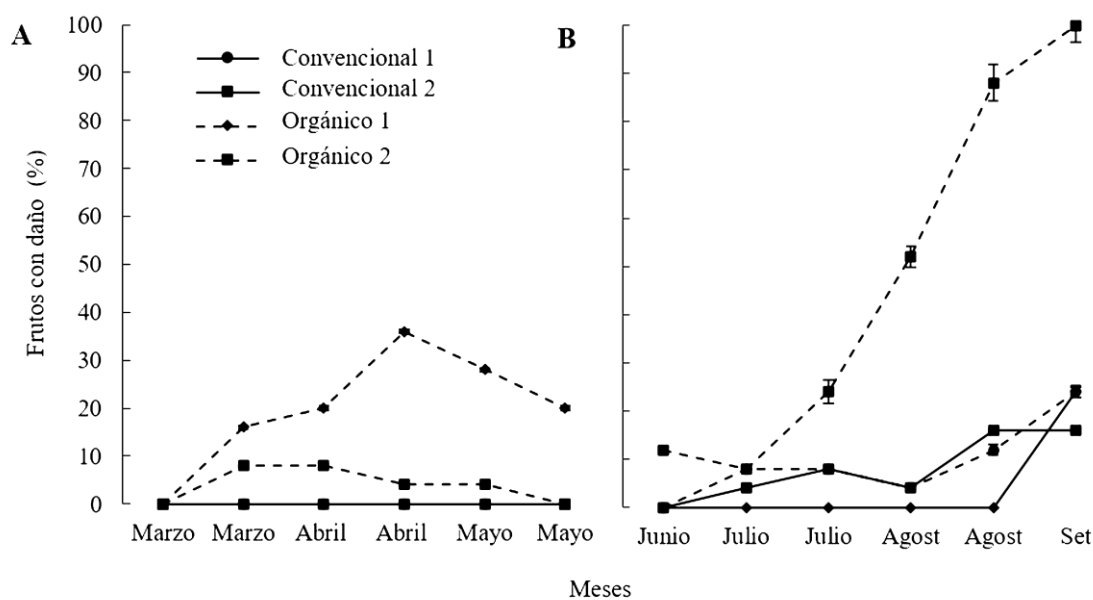 A
B
Convencional 1
Convencional 2
Orgánico 1
Orgánico 2
Frutos con daño (%)
100
90
80
70
60
50
40
30
20
10
0
Marzo Marzo Abril Abril Mayo Mayo
Junio Julio Julio Agost Agost Set
Meses